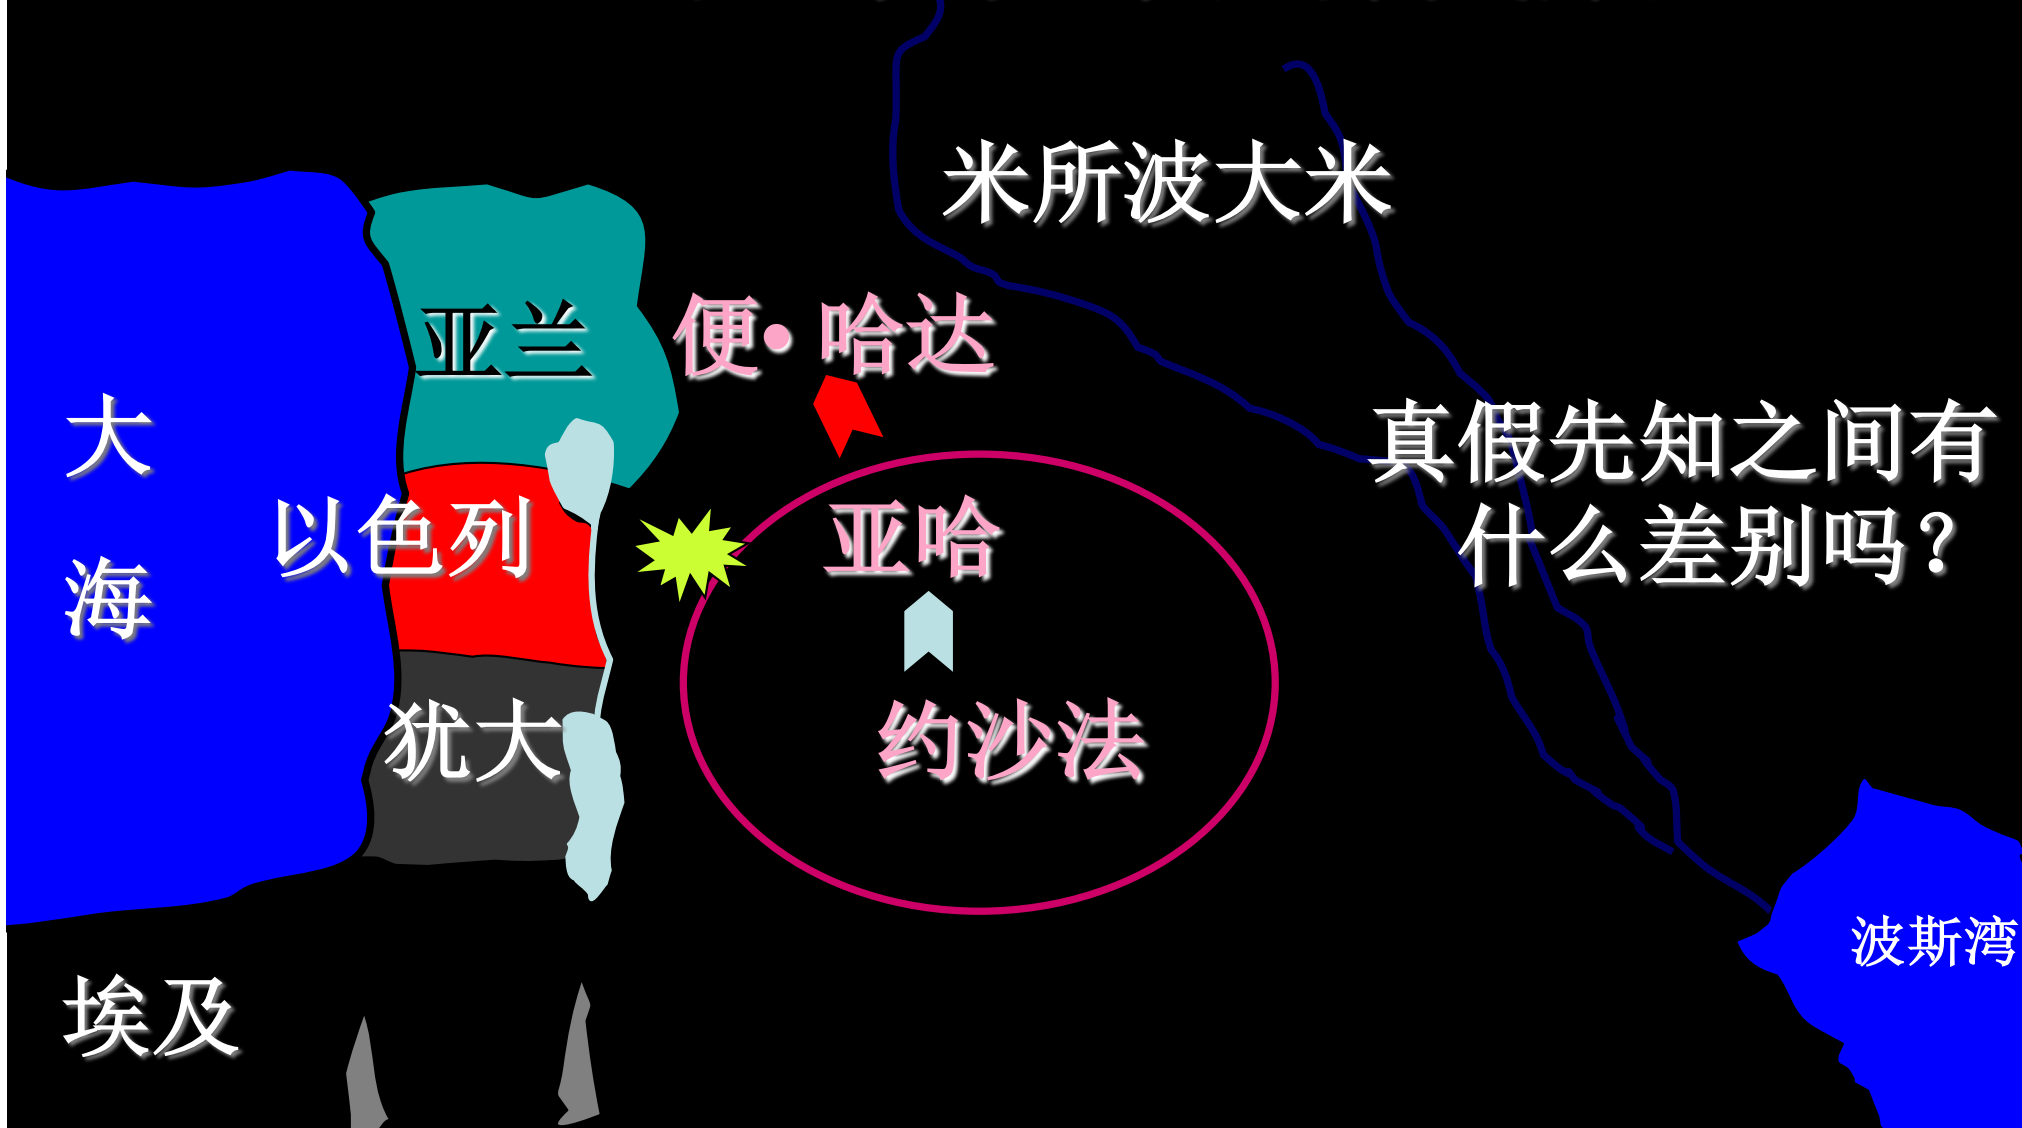 米所波大米
亚兰
便•哈达
大
海
真假先知之间有
什么差别吗？
以色列
亚哈
犹大
约沙法
波斯湾
埃及